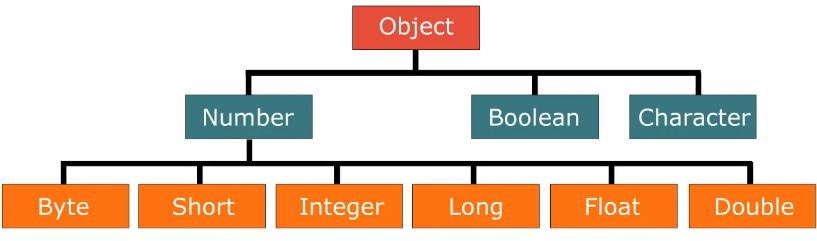 Object
Number Boolean Character
Byte Short Integer Long Float Double